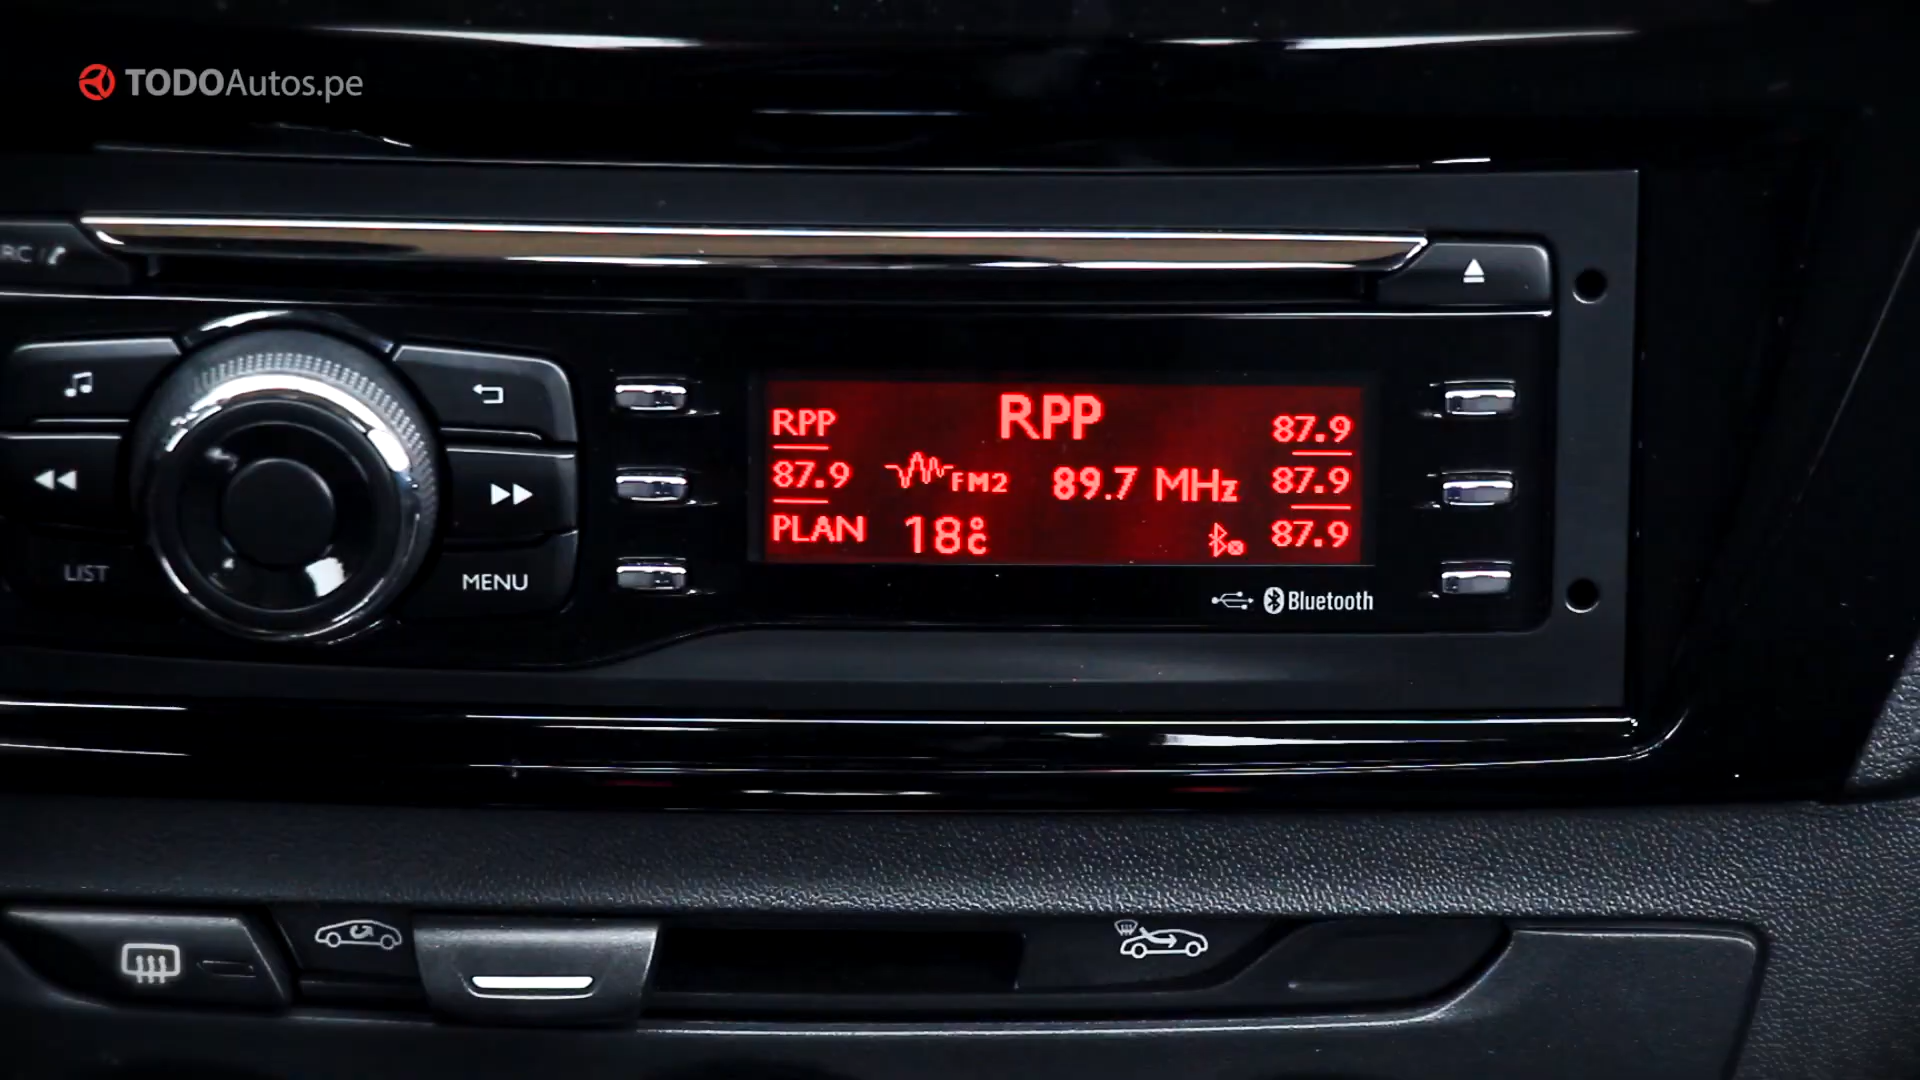 TODOAutos.pe
RC /
RPP
RPP
87.9
87.9
FM2
89.7 MHz
87.9
PLAN
18°C
87.9
LIST
MENU
Bluetooth